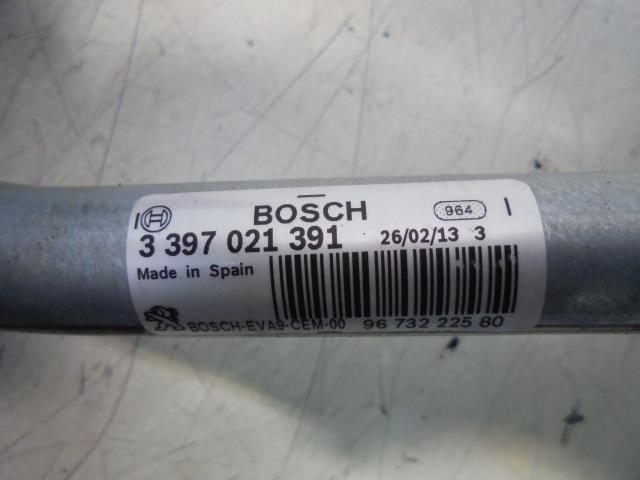 BOSCH 964
3 397 021 391 26/02/13 3
Made in Spain
BOSCH-EVA9-CEM-00 96 732 225 80